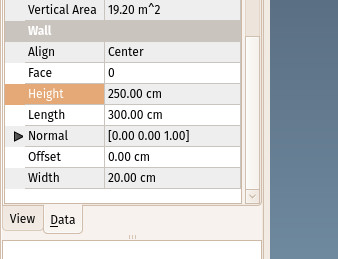 Vertical Area 19.20 m^2
Wall
Align Center
Face 0
Height 250.00 cm
Length 300.00 cm
Normal [0.00 0.00 1.00]
Offset 0.00 cm
Width 20.00 cm
View Data